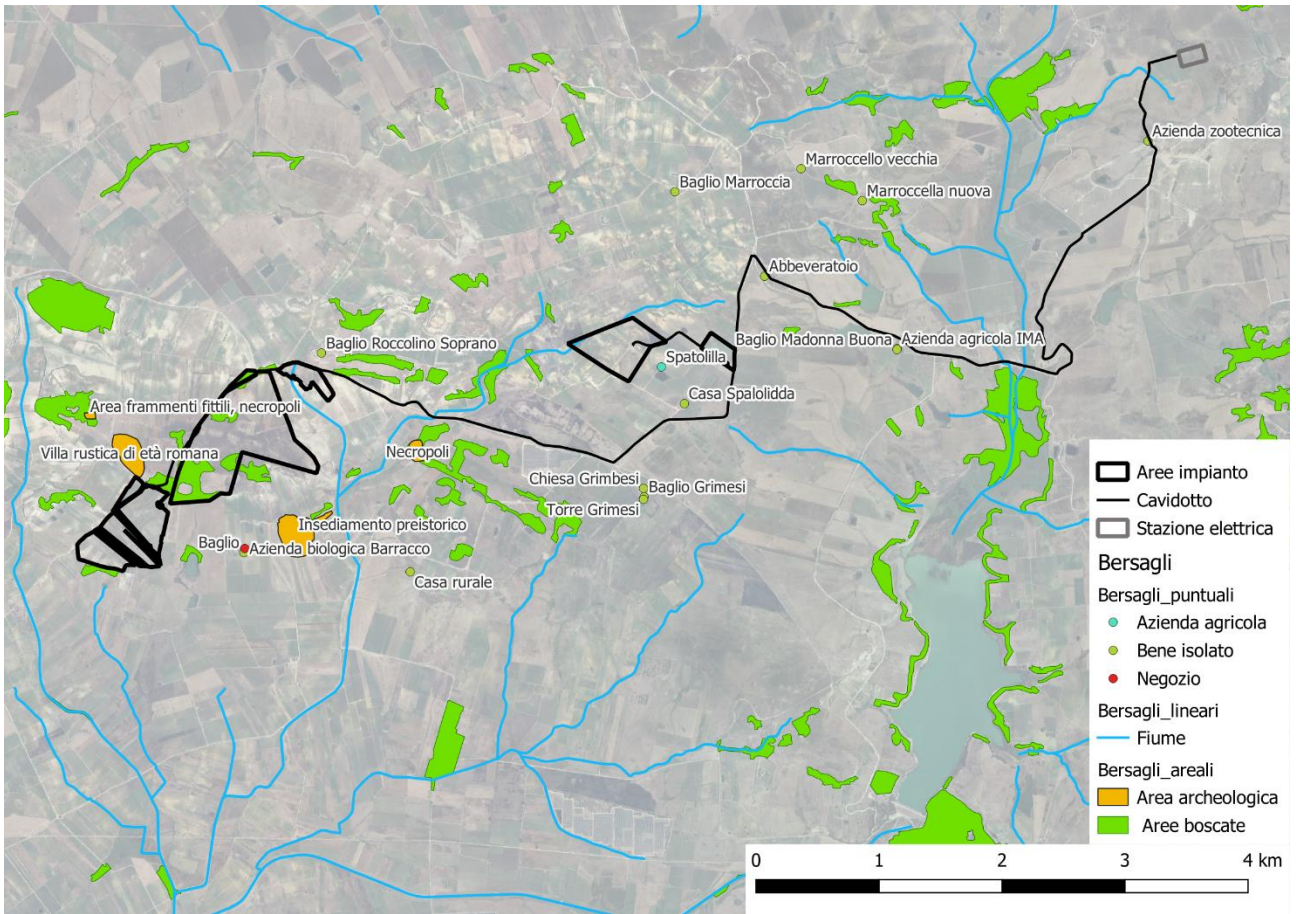 Azienda zootecnica
Marroccello vecchia
Baglio Marroccia
Marroccella nuova
Abbeveratoio
Baglio Madonna Buona
Azienda agricola IMA
Baglio Roccolino Soprano
Spatolilla
Casa Spalolidda
Area frammenti fittili, necropoli
Villa rustica di età romana
Necropoli
Chiesa Grimbesi
Baglio Grimesi
Torre Grimesi
Insediamento preistorico
Baglio
Azienda biologica Barracco
Casa rurale
Aree impianto
Cavidotto
Stazione elettrica
Bersagli
Bersagli_puntuali
Azienda agricola
Bene isolato
Negozio
Bersagli_lineari
Fiume
Bersagli_areali
Area archeologica
Aree boscate
0 1 2 3 4 km